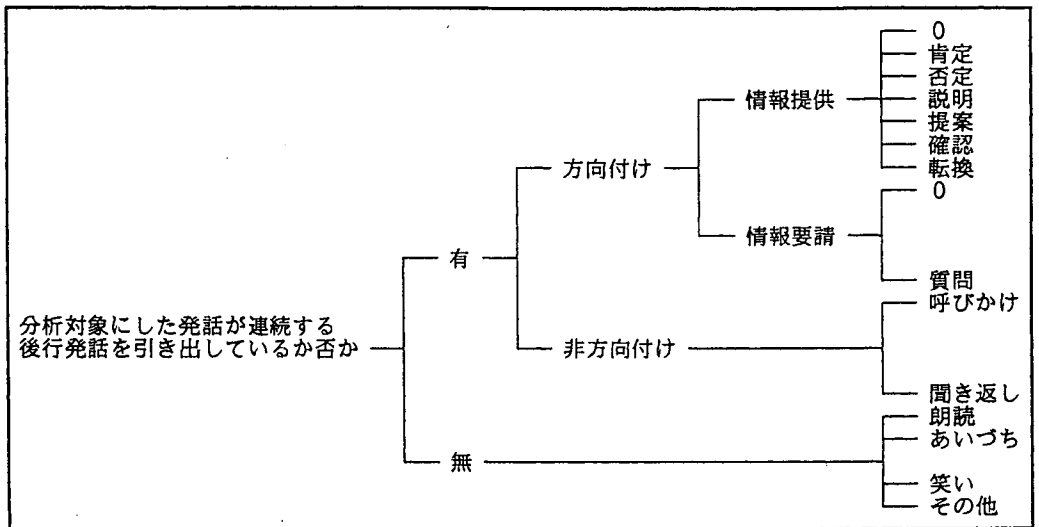 0
肯定
否定
情報提供
説明
提案
確認
方向付け
転換
0
情報要請
有
質問
呼びかけ
分析対象にした発話が連続する
後行発話を引き出しているか否か
非方向付け
聞き返し
朗読
あいづち
無
笑い
その他